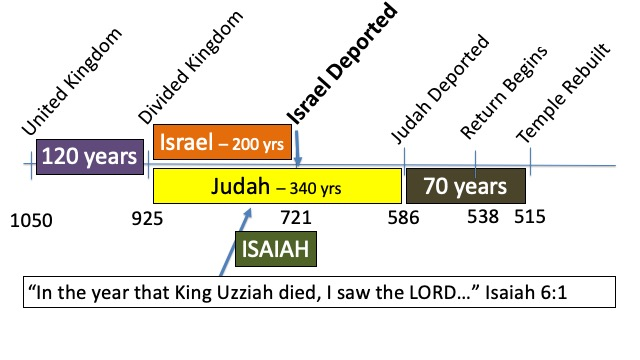 United Kingdom
Divided Kingdom
Israel Deported
Judah Deported
Return Begins
Temple Rebuilt
120 years
Israel – 200 yrs
Judah – 340 yrs
70 years
1050
925
721
586
538
515
ISAIAH
“In the year that King Uzziah died, I saw the LORD…” Isaiah 6:1